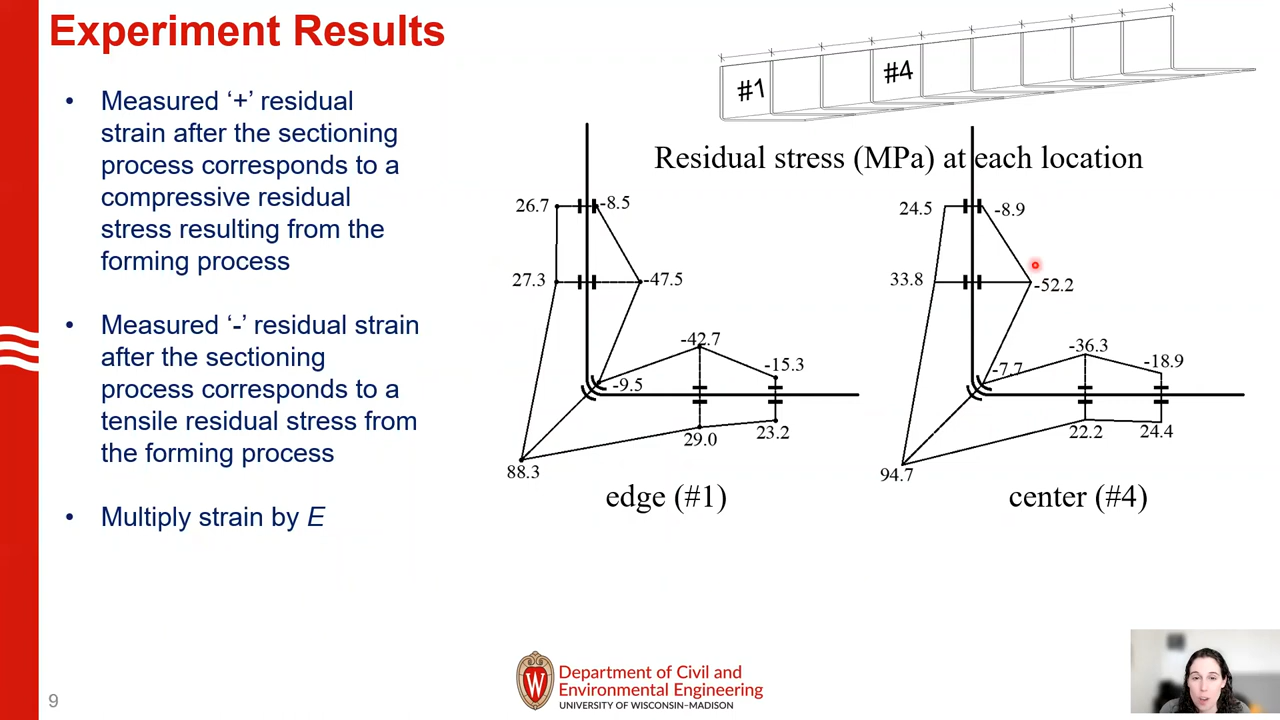 Experiment Results
• Measured ‘+’ residual
strain after the sectioning
process corresponds to a
compressive residual
stress resulting from the
forming process
• Measured ‘-’ residual strain
after the sectioning
process corresponds to a
tensile residual stress from
the forming process
• Multiply strain by E
#1
#4
Residual stress (MPa) at each location
26.7
-8.5
27.3
-47.5
-42.7
-15.3
-9.5
29.0
23.2
88.3
edge (#1)
24.5
-8.9
33.8
-52.2
-36.3
-18.9
-7.7
22.2
24.4
94.7
center (#4)
W
Department of Civil and
Environmental Engineering
UNIVERSITY OF WISCONSIN–MADISON
9